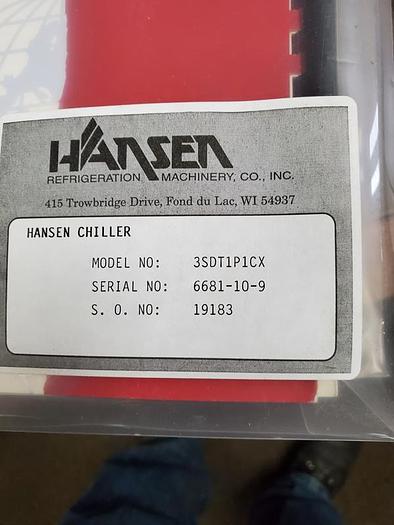 HANSEN
REFRIGERATION MACHINERY, CO., INC.
415 Trowbridge Drive, Fond du Lac, WI 54937
HANSEN CHILLER
MODEL NO: 3SDT1P1CX
SERIAL NO: 6681-10-9
S. O. NO: 19183